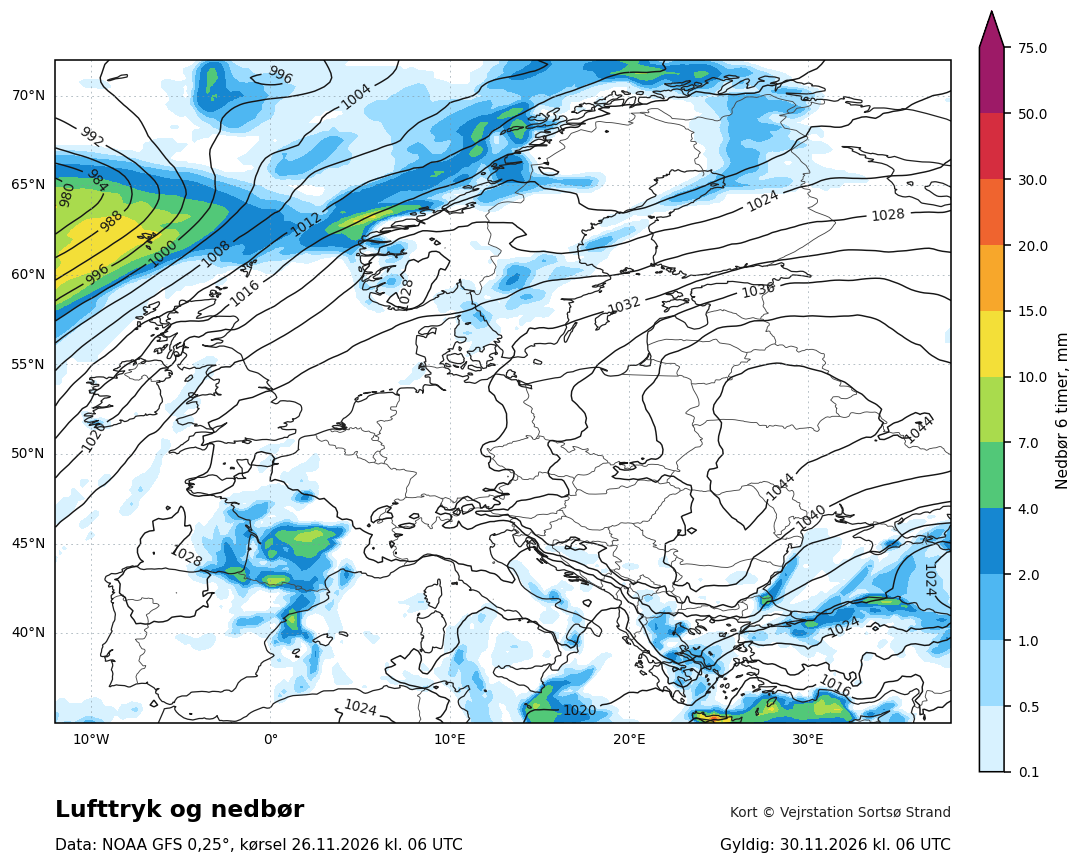 996
1004
992
984
980
988
1012
1000
1008
996
1016
1024
1028
028
1032
1036
1020
1028
1044
1044
1040
1024
1024
1016
1020
1024
70°N
65°N
60°N
55°N
50°N
45°N
40°N
10°W
0°
10°E
20°E
30°E
75.0
50.0
30.0
20.0
15.0
10.0
7.0
4.0
2.0
1.0
0.5
0.1
Nedbør 6 timer, mm
Lufttryk og nedbør
Kort © Vejrstation Sortsø Strand
Data: NOAA GFS 0,25°, kørsel 26.11.2026 kl. 06 UTC
Gyldig: 30.11.2026 kl. 06 UTC